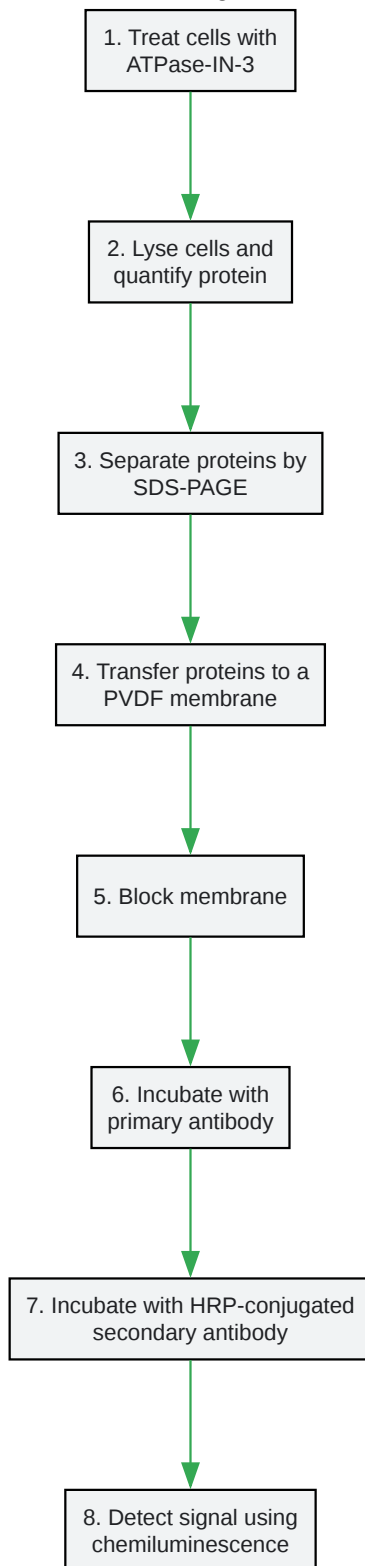 1. Treat cells with
ATPase-IN-3
2. Lyse cells and
quantify protein
3. Separate proteins by
SDS-PAGE
4. Transfer proteins to a
PVDF membrane
5. Block membrane
6. Incubate with
primary antibody
7. Incubate with HRP-conjugated
secondary antibody
8. Detect signal using
chemiluminescence